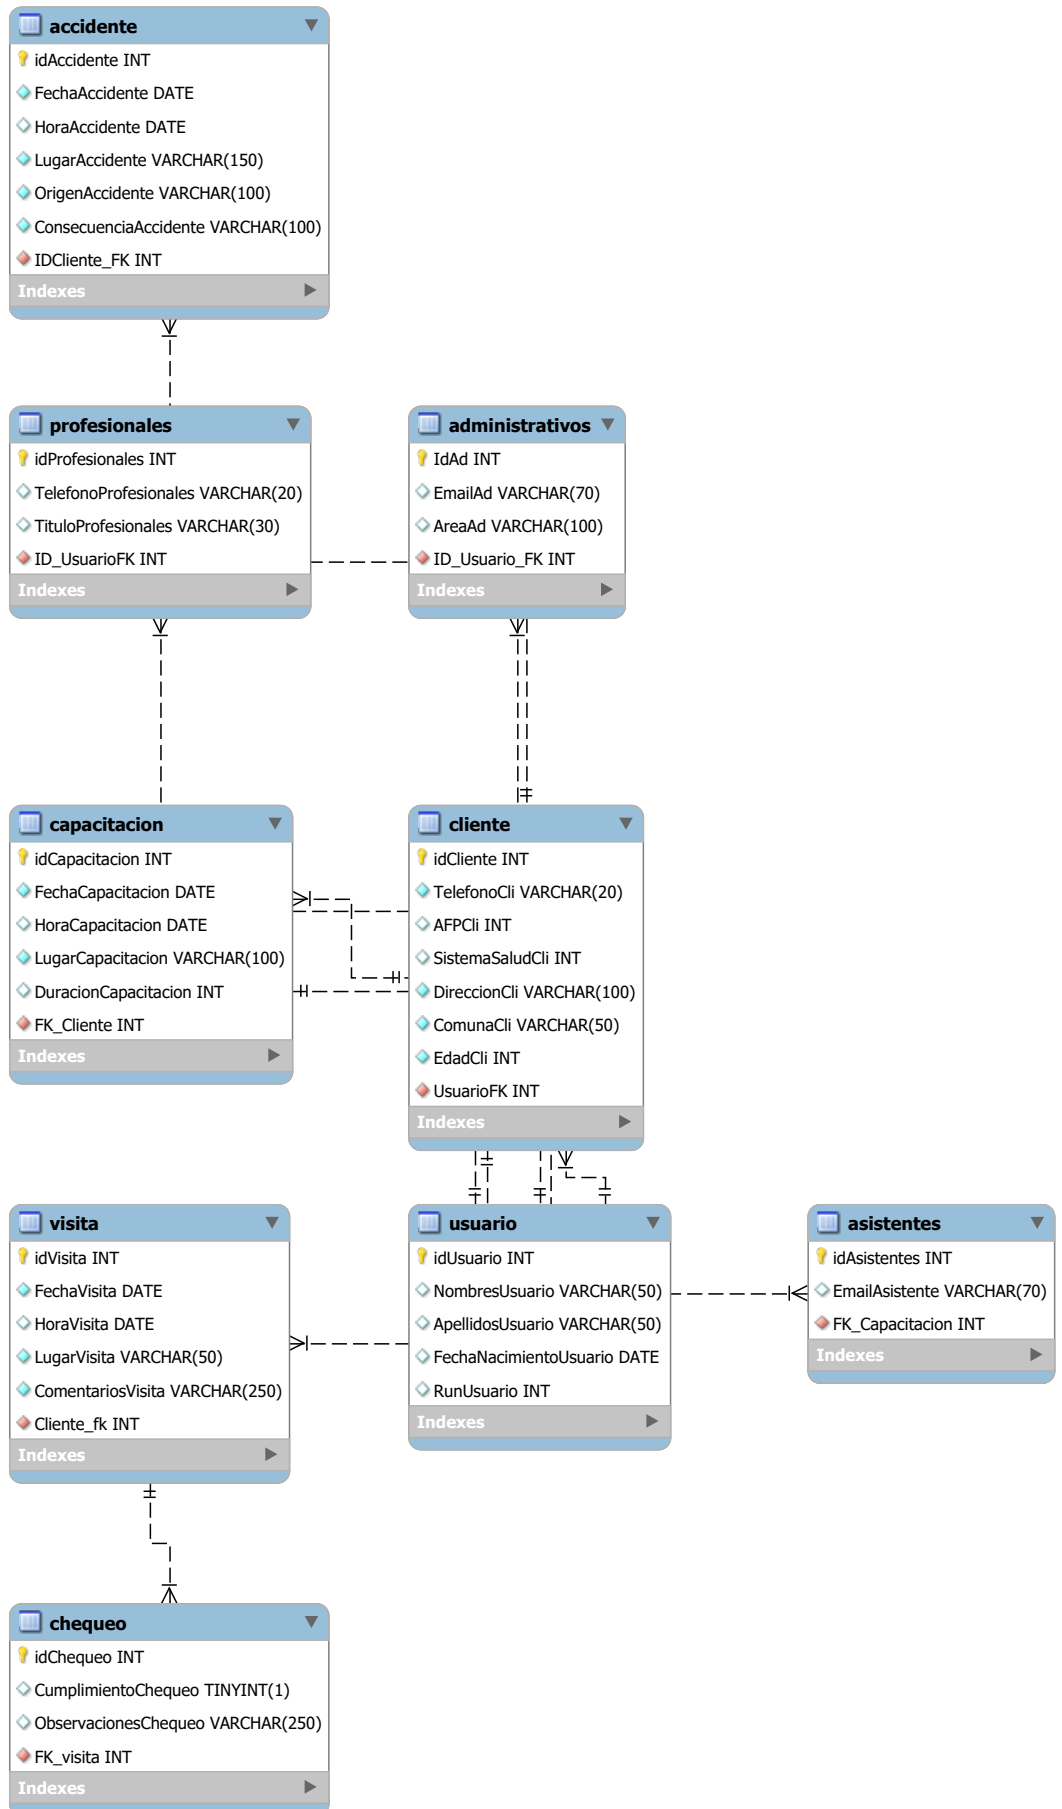 accidente
idAccidente INT
FechaAccidente DATE
HoraAccidente DATE
LugarAccidente VARCHAR(150)
OrigenAccidente VARCHAR(100)
ConsecuenciaAccidente VARCHAR(100)
IDCliente_FK INT
Indexes
profesionales
idProfesionales INT
TelefonoProfesionales VARCHAR(20)
TituloProfesionales VARCHAR(30)
ID_UsuarioFK INT
Indexes
administrativos
IdAd INT
EmailAd VARCHAR(70)
AreaAd VARCHAR(100)
ID_Usuario_FK INT
Indexes
capacitacion
idCapacitacion INT
FechaCapacitacion DATE
HoraCapacitacion DATE
LugarCapacitacion VARCHAR(100)
DuracionCapacitacion INT
FK_Cliente INT
Indexes
cliente
idCliente INT
TelefonoCli VARCHAR(20)
AFPCli INT
SistemaSaludCli INT
DireccionCli VARCHAR(100)
ComunaCli VARCHAR(50)
EdadCli INT
UsuarioFK INT
Indexes
visita
idVisita INT
FechaVisita DATE
HoraVisita DATE
LugarVisita VARCHAR(50)
ComentariosVisita VARCHAR(250)
Cliente_fk INT
Indexes
usuario
idUsuario INT
NombresUsuario VARCHAR(50)
ApellidosUsuario VARCHAR(50)
FechaNacimientoUsuario DATE
RunUsuario INT
Indexes
asistentes
idAsistentes INT
EmailAsistente VARCHAR(70)
FK_Capacitacion INT
Indexes
chequeo
idChequeo INT
CumplimientoChequeo TINYINT(1)
ObservacionesChequeo VARCHAR(250)
FK_visita INT
Indexes